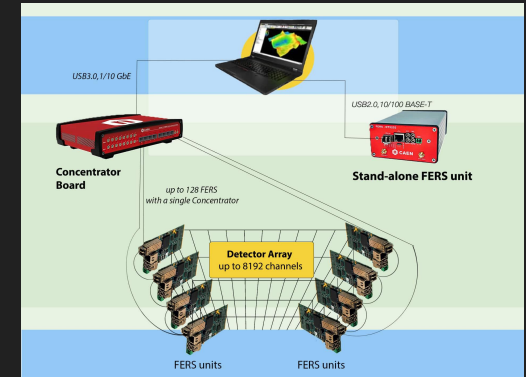 USB3.0,1/10 GbE
USB2.0,10/100 BASE-T
CAEN
Concentrator
Board
Stand-alone FERS unit
up to 128 FERS
with a single Concentrator
Detector Array
up to 8192 channels
FERS units
FERS units